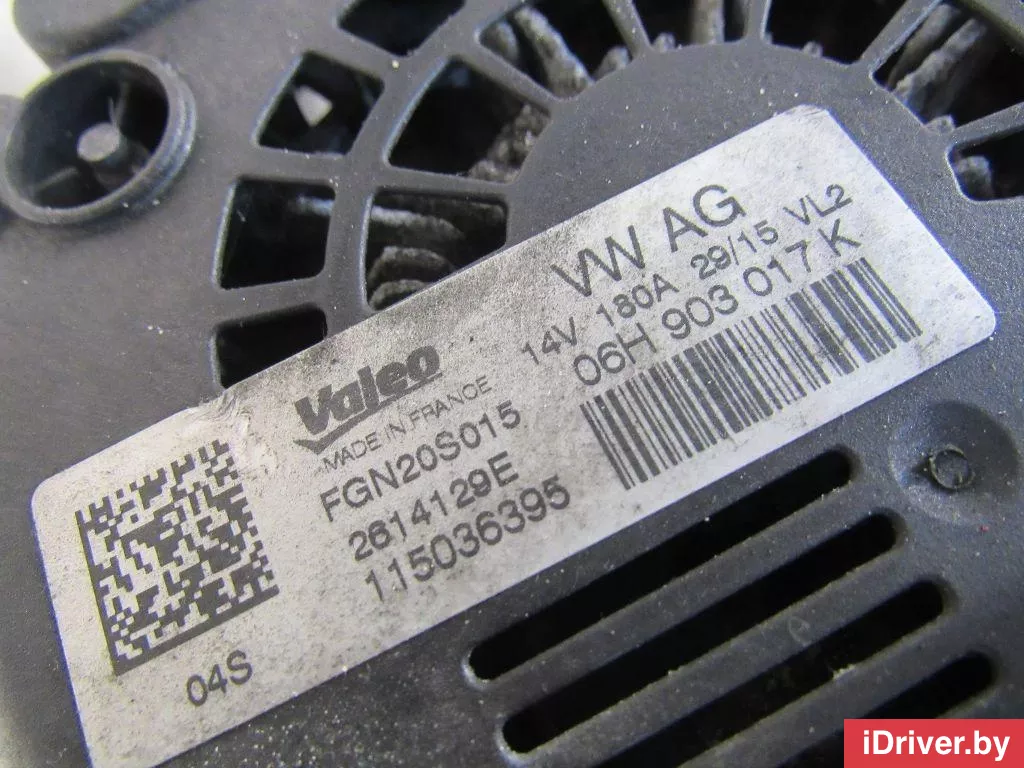 VW AG
14V 180A 29/15 VL2
06H 903 017 K
Valeo
MADE IN FRANCE
FGN20S015
2614129E
115036395
04S
iDriver.by